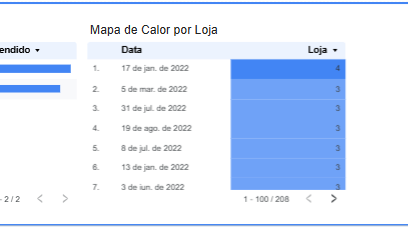 Mapa de Calor por Loja
endido
Data Loja
1. 17 de jan. de 2022 4
2. 5 de mar. de 2022 3
3. 31 de jul. de 2022 3
4. 19 de ago. de 2022 3
5. 8 de jul. de 2022 3
6. 13 de jan. de 2022 3
7. 3 de jun. de 2022 3
- 2 / 2 < >
1 - 100 / 208 < >